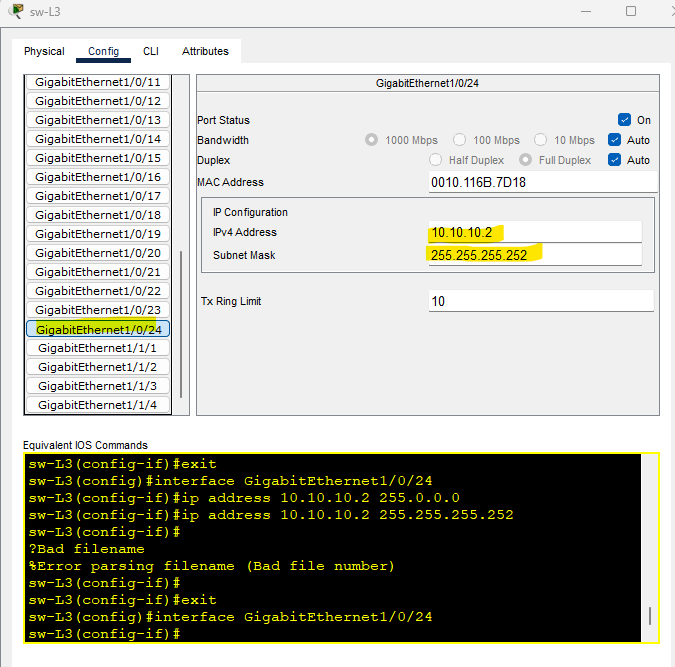 sw-L3
Physical Config CLI Attributes
GigabitEthernet1/0/11
GigabitEthernet1/0/12
GigabitEthernet1/0/13
GigabitEthernet1/0/14
GigabitEthernet1/0/15
GigabitEthernet1/0/16
GigabitEthernet1/0/17
GigabitEthernet1/0/18
GigabitEthernet1/0/19
GigabitEthernet1/0/20
GigabitEthernet1/0/21
GigabitEthernet1/0/22
GigabitEthernet1/0/23
GigabitEthernet1/0/24
GigabitEthernet1/1/1
GigabitEthernet1/1/2
GigabitEthernet1/1/3
GigabitEthernet1/1/4
GigabitEthernet1/0/24
Port Status On
Bandwidth 1000 Mbps 100 Mbps 10 Mbps Auto
Duplex Half Duplex Full Duplex Auto
MAC Address 0010.116B.7D18
IP Configuration
IPv4 Address 10.10.10.2
Subnet Mask 255.255.255.252
Tx Ring Limit 10
Equivalent IOS Commands
sw-L3(config-if)#exit
sw-L3(config)#interface GigabitEthernet1/0/24
sw-L3(config-if)#ip address 10.10.10.2 255.0.0.0
sw-L3(config-if)#ip address 10.10.10.2 255.255.255.252
sw-L3(config-if)#
?Bad filename
%Error parsing filename (Bad file number)
sw-L3(config-if)#
sw-L3(config-if)#exit
sw-L3(config)#interface GigabitEthernet1/0/24
sw-L3(config-if)#